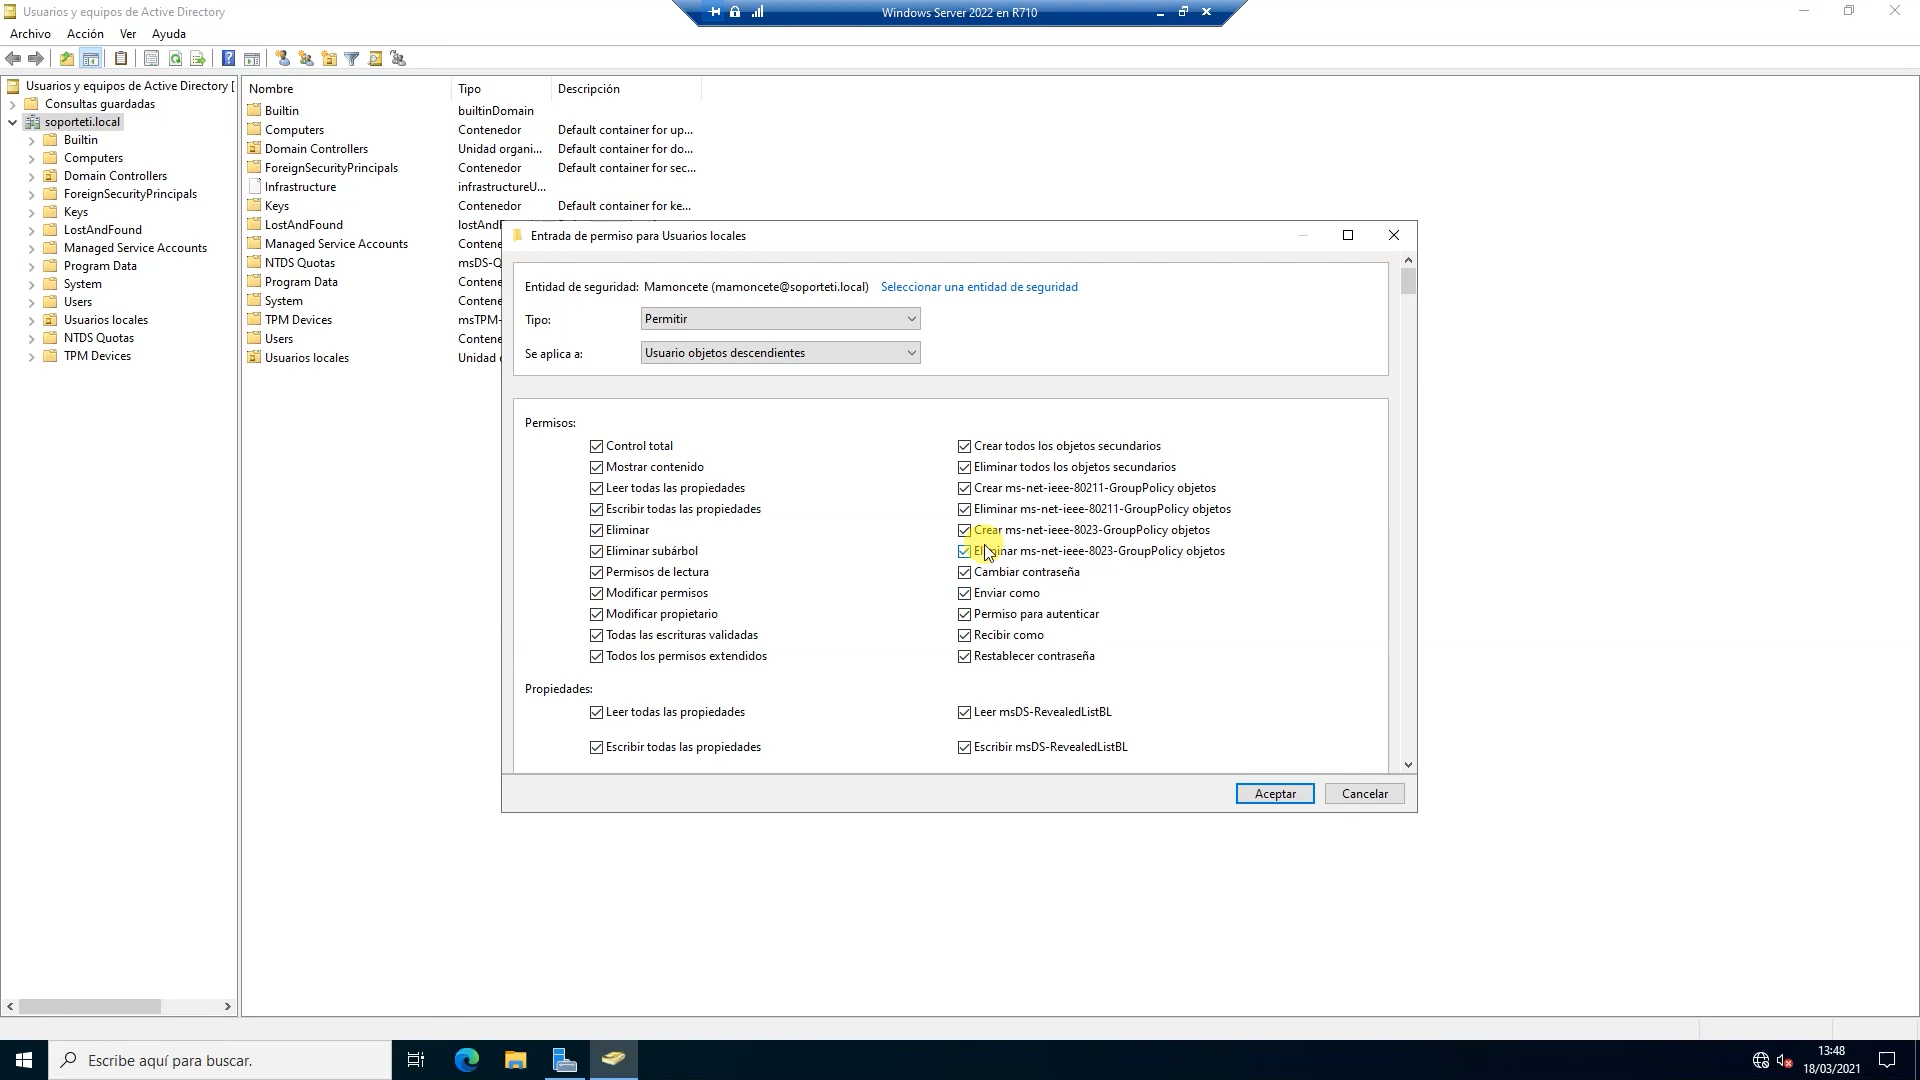 Usuarios y equipos de Active Directory
Windows Server 2022 en R710
Archivo Acción Ver Ayuda
Usuarios y equipos de Active Directory [
Consultas guardadas
soporteti.local
Builtin
Computers
Domain Controllers
ForeignSecurityPrincipals
Keys
LostAndFound
Managed Service Accounts
Program Data
System
Users
Usuarios locales
NTDS Quotas
TPM Devices
Nombre Tipo Descripción
Builtin builtinDomain
Computers Contenedor Default container for up...
Domain Controllers Unidad organi... Default container for do...
ForeignSecurityPrincipals Contenedor Default container for sec...
Infrastructure infrastructureU...
Keys Contenedor Default container for ke...
LostAndFound lostAndF
Managed Service Accounts Contene
NTDS Quotas msDS-Q
Program Data Contene
System Contene
TPM Devices msTPM-
Users Contene
Usuarios locales Unidad
Entrada de permiso para Usuarios locales
Entidad de seguridad: Mamoncete (mamoncete@soporteti.local) Seleccionar una entidad de seguridad
Tipo: Permitir
Se aplica a: Usuario objetos descendientes
Permisos:
Control total Crear todos los objetos secundarios
Mostrar contenido Eliminar todos los objetos secundarios
Leer todas las propiedades Crear ms-net-ieee-80211-GroupPolicy objetos
Escribir todas las propiedades Eliminar ms-net-ieee-80211-GroupPolicy objetos
Eliminar Crear ms-net-ieee-8023-GroupPolicy objetos
Eliminar subárbol Eliminar ms-net-ieee-8023-GroupPolicy objetos
Permisos de lectura Cambiar contraseña
Modificar permisos Enviar como
Modificar propietario Permiso para autenticar
Todas las escrituras validadas Recibir como
Todos los permisos extendidos Restablecer contraseña
Propiedades:
Leer todas las propiedades Leer msDS-RevealedListBL
Escribir todas las propiedades Escribir msDS-RevealedListBL
Aceptar Cancelar
Escribe aquí para buscar.
13:48
18/03/2021